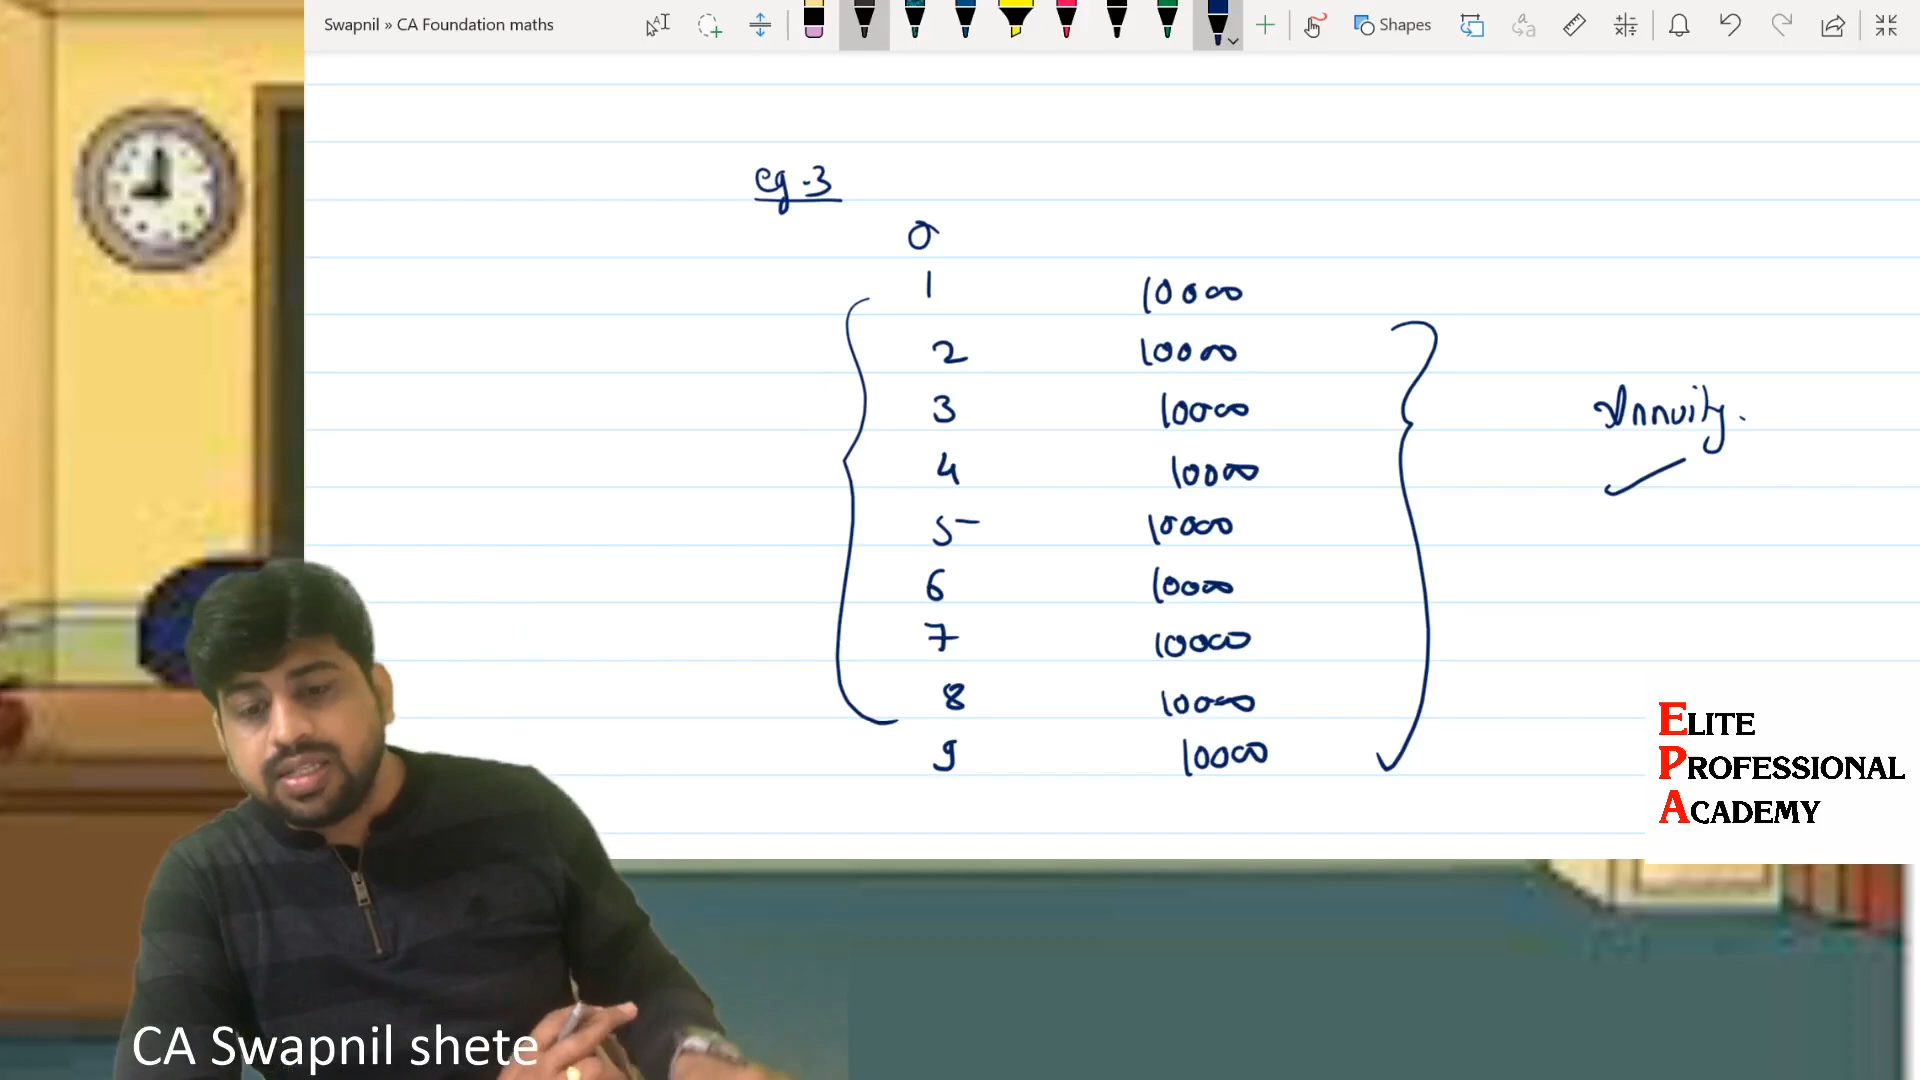 Swapnil » CA Foundation maths
Shapes
eg-3
0
1 10000
2 10000
3 10000
4 10000
5 10000
6 10000
7 10000
8 10000
9 10000
Annuity.
ELITE
PROFESSIONAL
ACADEMY
CA Swapnil shete